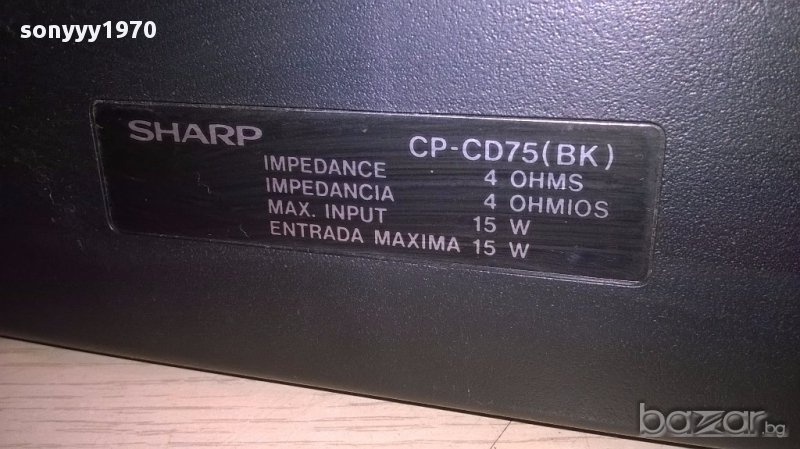 sonyyy1970
SHARP CP-CD75(BK)
IMPEDANCE 4 OHMS
IMPEDANCIA 4 OHMIOS
MAX. INPUT 15 W
ENTRADA MAXIMA 15 W
bazar.bg